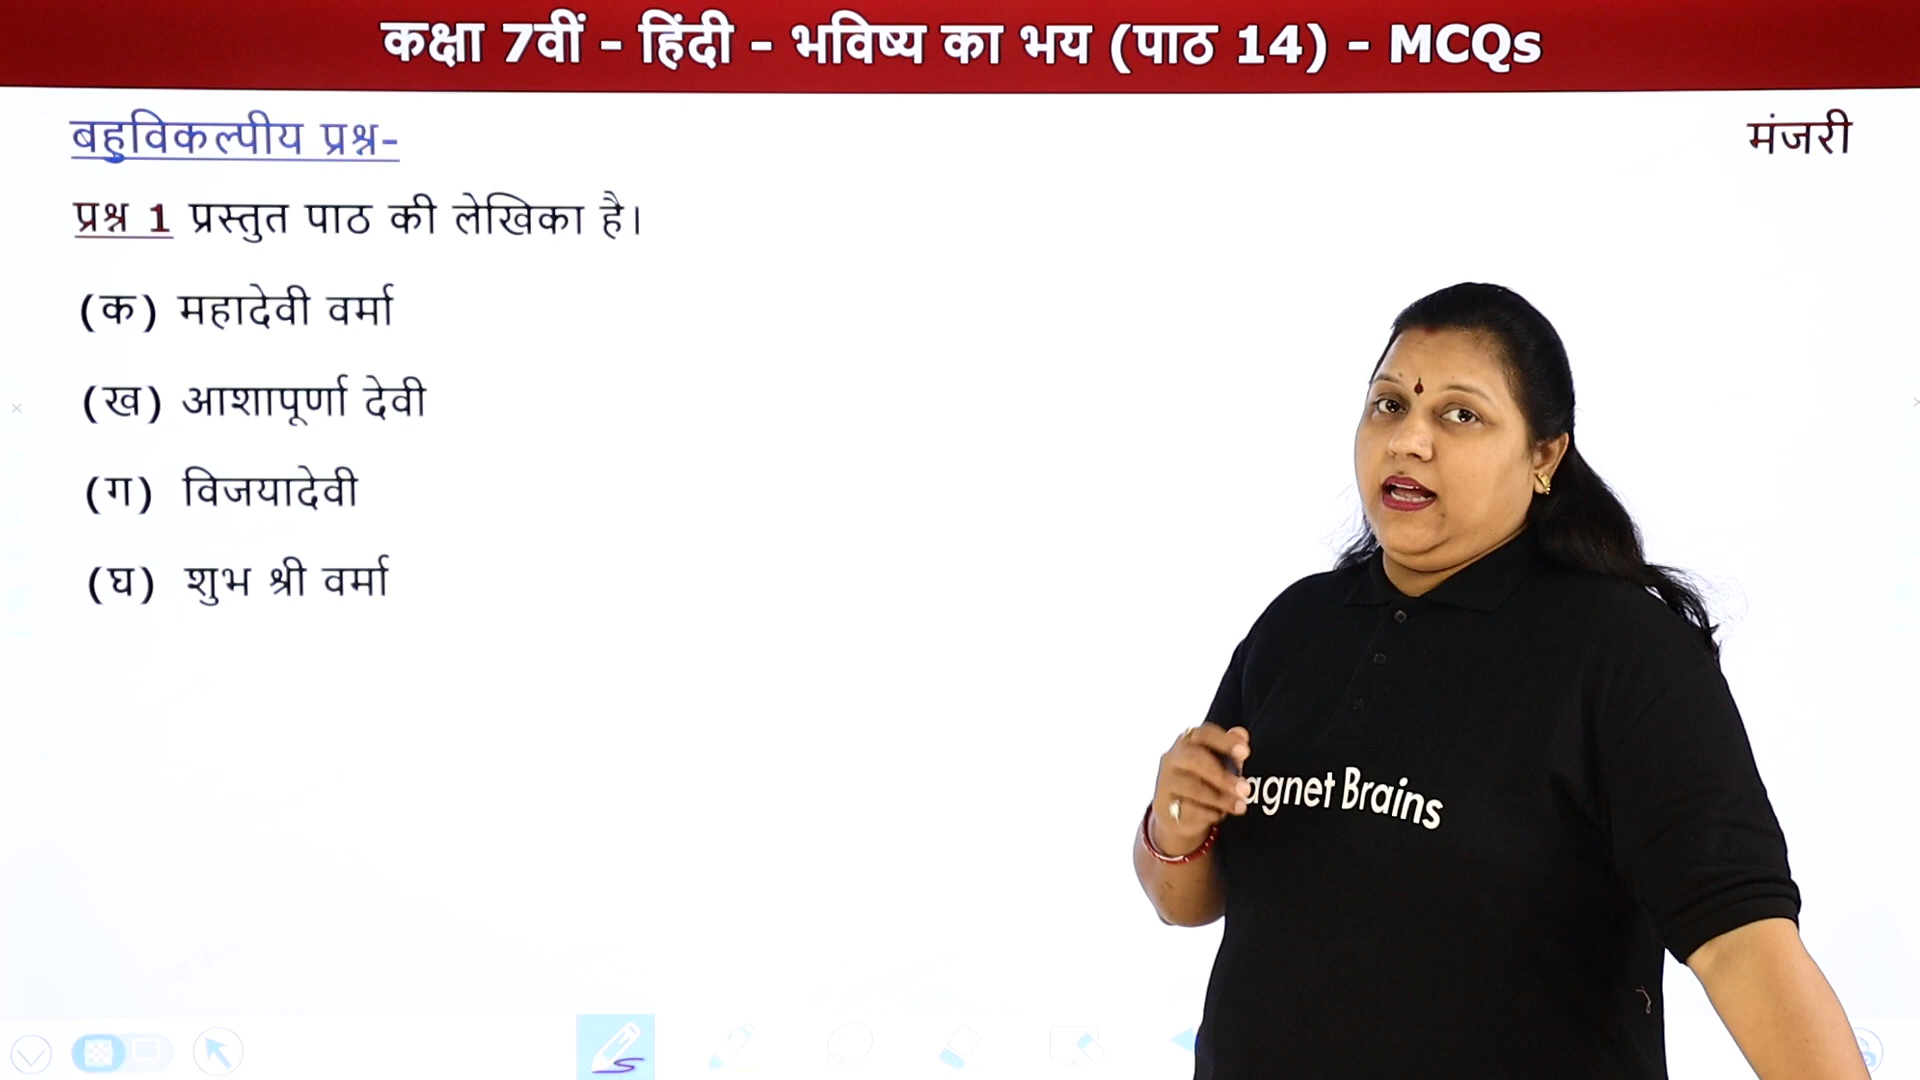 कक्षा 7वीं - हिंदी - भविष्य का भय (पाठ 14) - MCQs
बहुविकल्पीय प्रश्न-
मंजरी
प्रश्न 1 प्रस्तुत पाठ की लेखिका है।
(क) महादेवी वर्मा
(ख) आशापूर्णा देवी
(ग) विजयादेवी
(घ) शुभ श्री वर्मा
agnet Brains